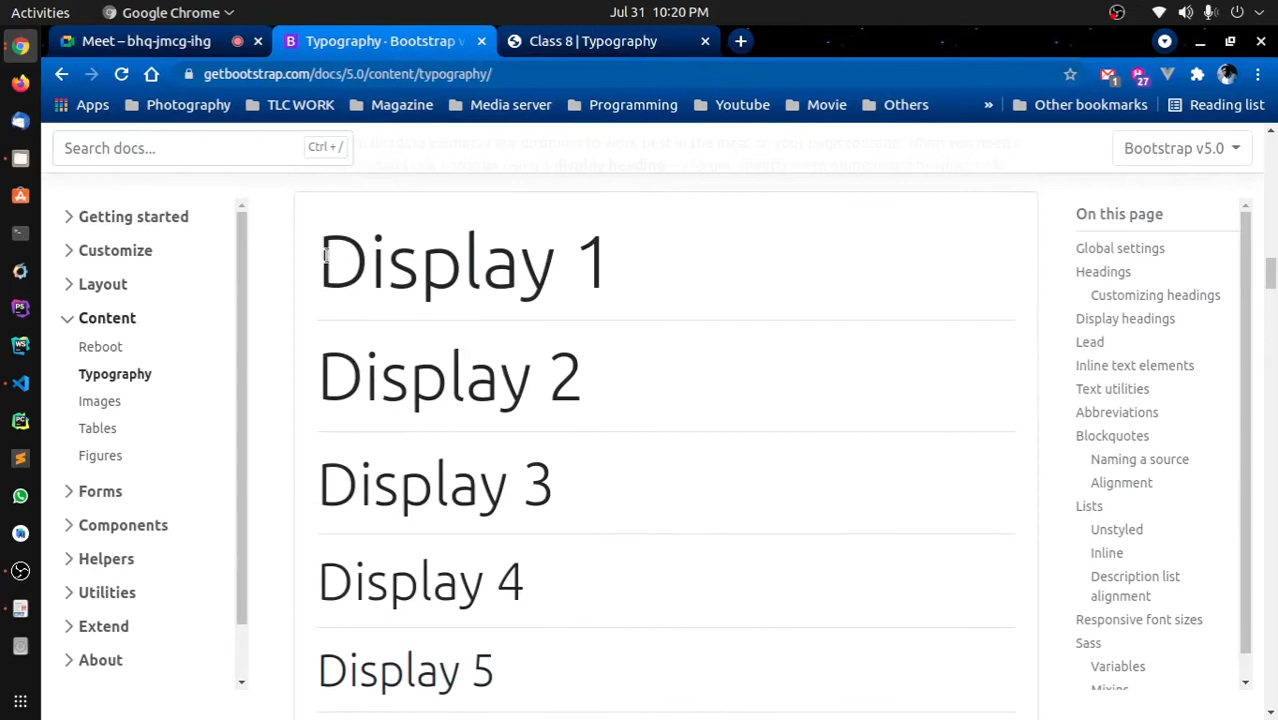 Activities
Google Chrome
Jul 31 10:20 PM
Meet – bhq-jmcg-ihg
Typography · Bootstrap v
Class 8 | Typography
getbootstrap.com/docs/5.0/content/typography/
1
27
Apps
Photography
TLC WORK
Magazine
Media server
Programming
Youtube
Movie
Others
»
Other bookmarks
Reading list
Search docs...
Ctrl + /
Bootstrap v5.0
display heading
Getting started
Customize
Layout
Content
Reboot
Typography
Images
Tables
Figures
Forms
Components
Helpers
Utilities
Extend
About
Display 1
Display 2
Display 3
Display 4
Display 5
On this page
Global settings
Headings
Customizing headings
Display headings
Lead
Inline text elements
Text utilities
Abbreviations
Blockquotes
Naming a source
Alignment
Lists
Unstyled
Inline
Description list
alignment
Responsive font sizes
Sass
Variables
Mixins